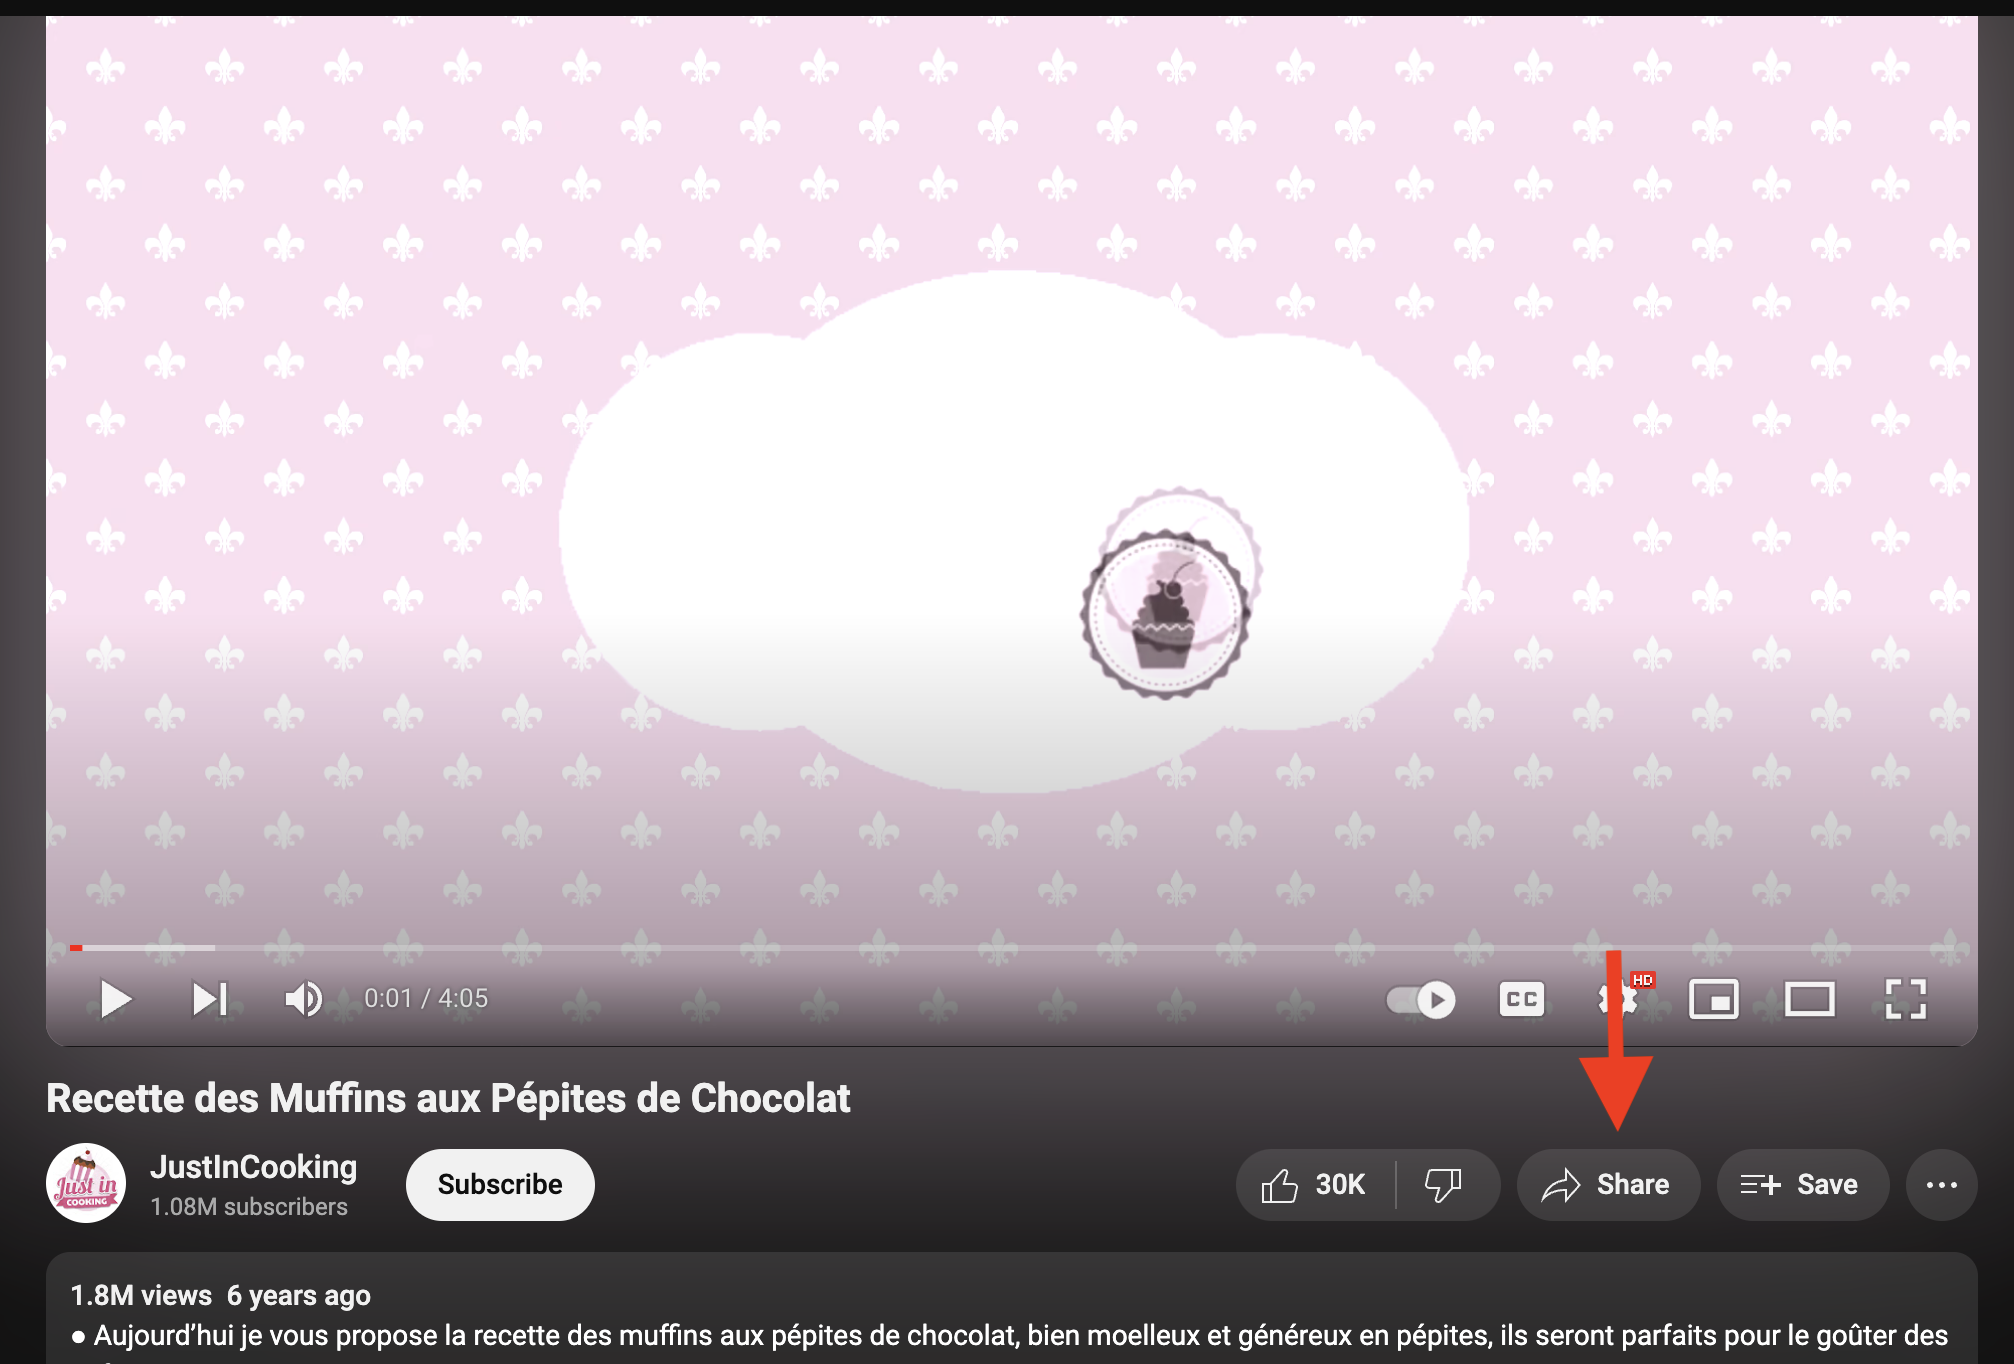 0:01 / 4:05
CC
HD
Recette des Muffins aux Pépites de Chocolat
Just in
COOKING
JustInCooking
1.08M subscribers
Subscribe
30K
Share
Save
1.8M views 6 years ago
● Aujourd’hui je vous propose la recette des muffins aux pépites de chocolat, bien moelleux et généreux en pépites, ils seront parfaits pour le goûter des